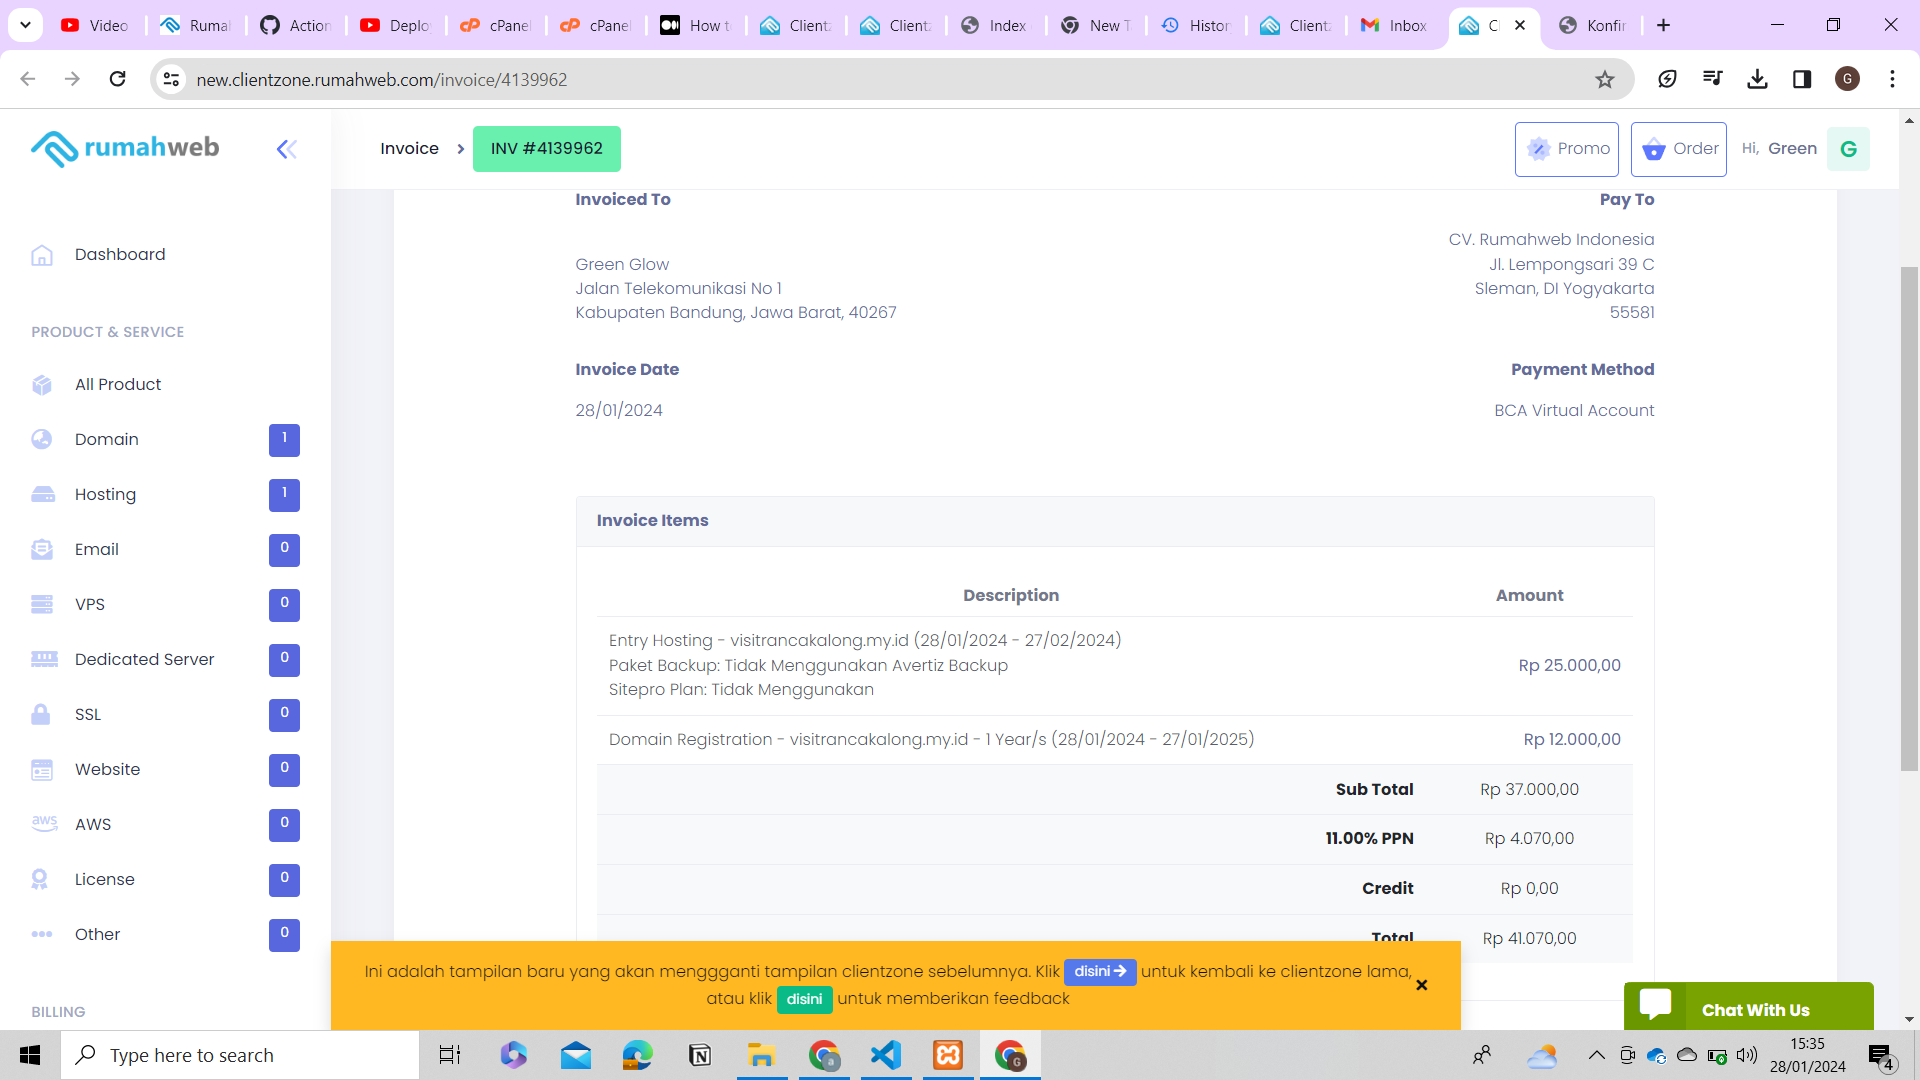 Video
Rumah
Action
Deplo
cPanel
cPanel
How to
Client
Client
Index
New T
Histor
Client
Inbox
Cl
Konfir
new.clientzone.rumahweb.com/invoice/4139962
G
rumahweb
Invoice
INV #4139962
Promo
Order
Hi, Green
G
Dashboard
PRODUCT & SERVICE
All Product
Domain 1
Hosting 1
Email 0
VPS 0
Dedicated Server 0
SSL 0
Website 0
aws AWS 0
License 0
Other 0
BILLING
Invoiced To
Green Glow
Jalan Telekomunikasi No 1
Kabupaten Bandung, Jawa Barat, 40267
Pay To
CV. Rumahweb Indonesia
Jl. Lempongsari 39 C
Sleman, DI Yogyakarta
55581
Invoice Date
28/01/2024
Payment Method
BCA Virtual Account
Invoice Items
Description Amount
Entry Hosting - visitrancakalong.my.id (28/01/2024 - 27/02/2024)
Paket Backup: Tidak Menggunakan Avertiz Backup
Sitepro Plan: Tidak Menggunakan
Rp 25.000,00
Domain Registration - visitrancakalong.my.id - 1 Year/s (28/01/2024 - 27/01/2025) Rp 12.000,00
Sub Total Rp 37.000,00
11.00% PPN Rp 4.070,00
Credit Rp 0,00
Total Rp 41.070,00
Ini adalah tampilan baru yang akan menggganti tampilan clientzone sebelumnya. Klik disini untuk kembali ke clientzone lama,
atau klik disini untuk memberikan feedback
Chat With Us
Type here to search
15:35
28/01/2024
4